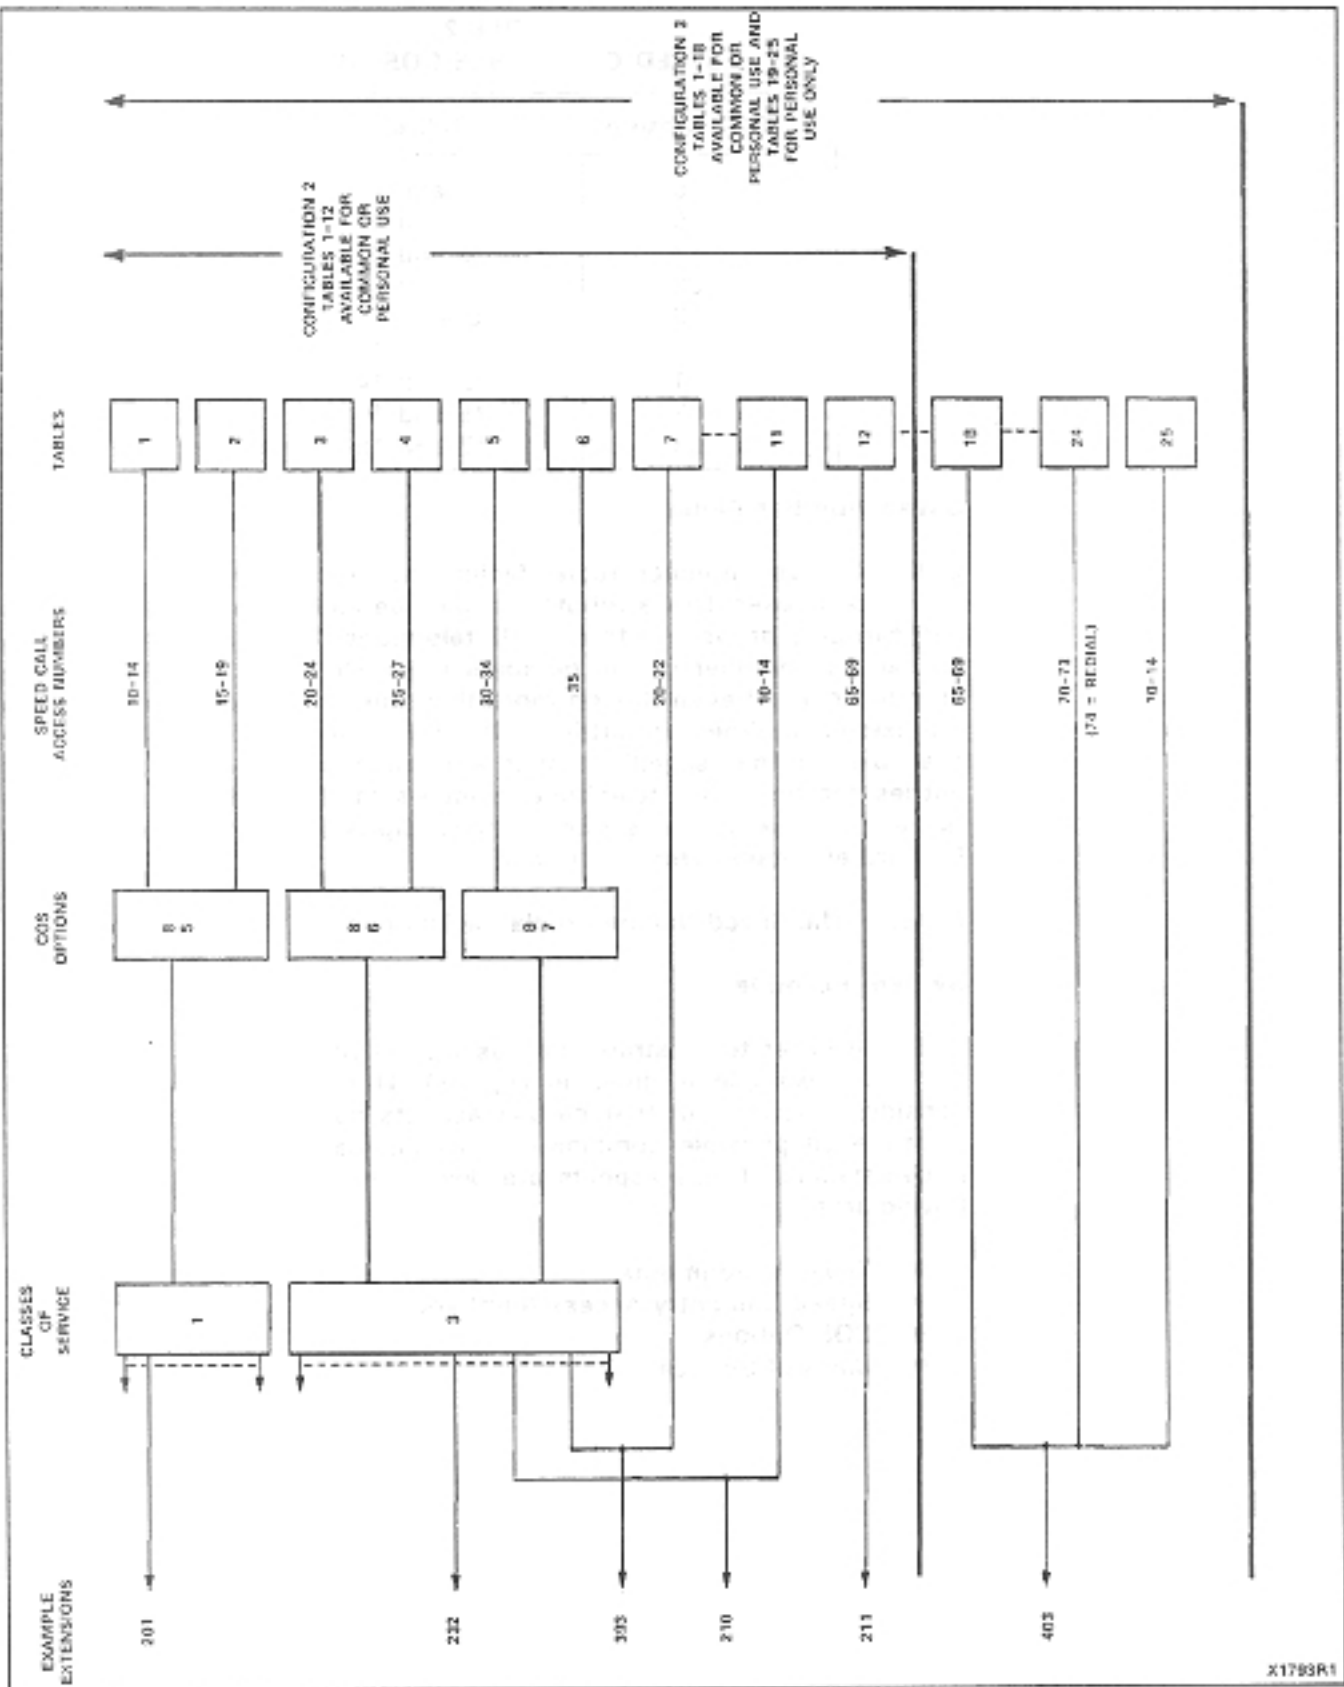 EXAMPLE
EXTENSIONS
CLASSES
OF
SERVICE
COS
OPTIONS
SPEED CALL
ACCESS NUMBERS
TABLES
201
1
8
5
10-14
1
15-19
2
232
3
8
6
20-24
3
25-27
4
8
7
30-34
5
35
6
393
20-22
7
210
10-14
11
211
65-69
12
403
65-69
18
70-73
(74 = REDIAL)
24
10-14
25
CONFIGURATION 2
TABLES 1-12
AVAILABLE FOR
COMMON OR
PERSONAL USE
CONFIGURATION 3
TABLES 1-18
AVAILABLE FOR
COMMON OR
PERSONAL USE AND
TABLES 19-25
FOR PERSONAL
USE ONLY
X1793R1